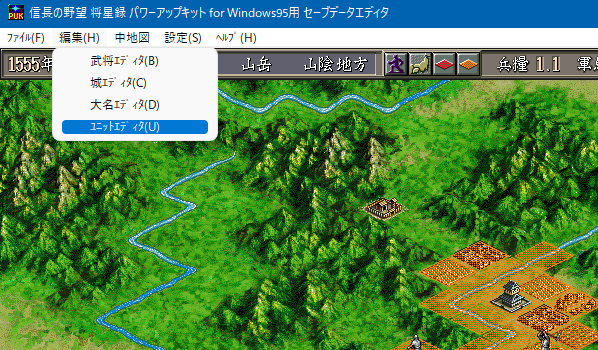 PUK 信長の野望 将星録 パワーアップキット for Windows95用 セーブデータエディタ
ﾌｧｲﾙ(F) 編集(H) 中地図 設定(S) ﾍﾙﾌﾟ(H)
1555年 山岳 山陰地方 兵糧 1.1 軍
武将ｴﾃﾞｨﾀ(B)
城ｴﾃﾞｨﾀ(C)
大名ｴﾃﾞｨﾀ(D)
ﾕﾆｯﾄｴﾃﾞｨﾀ(U)